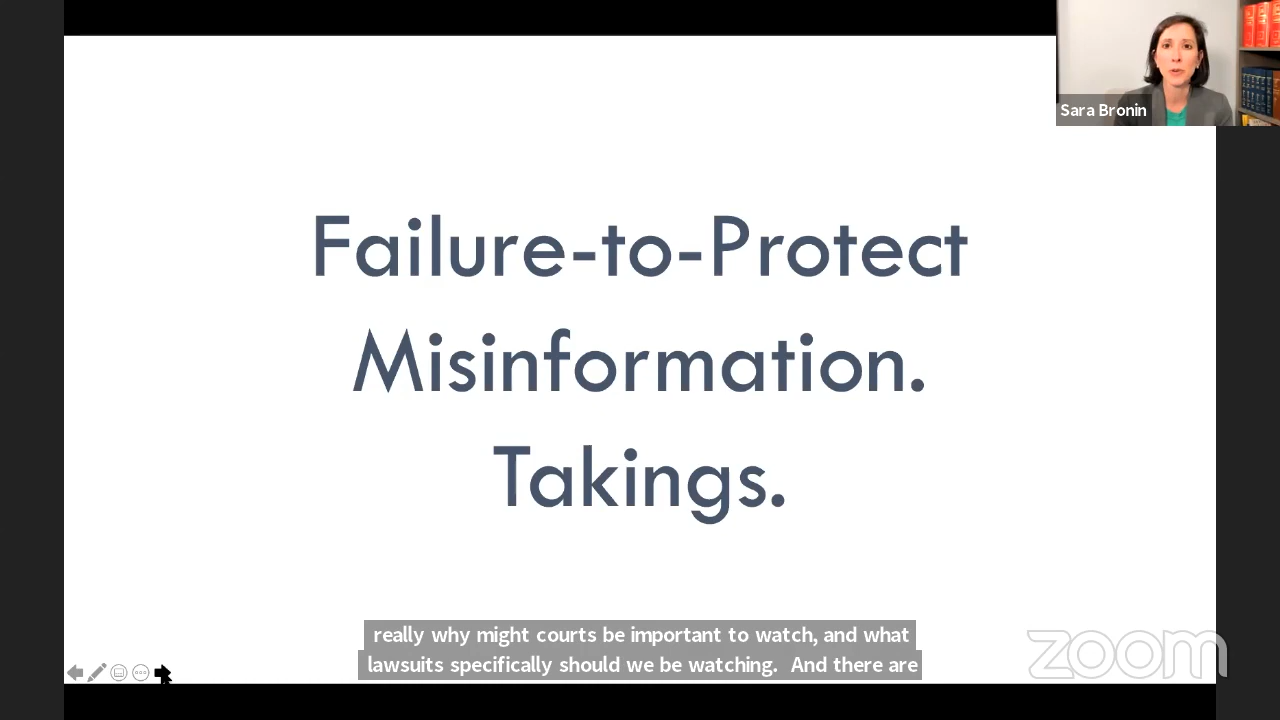 Sara Bronin
Failure-to-Protect
Misinformation.
Takings.
really why might courts be important to watch, and what
lawsuits specifically should we be watching. And there are
zoom